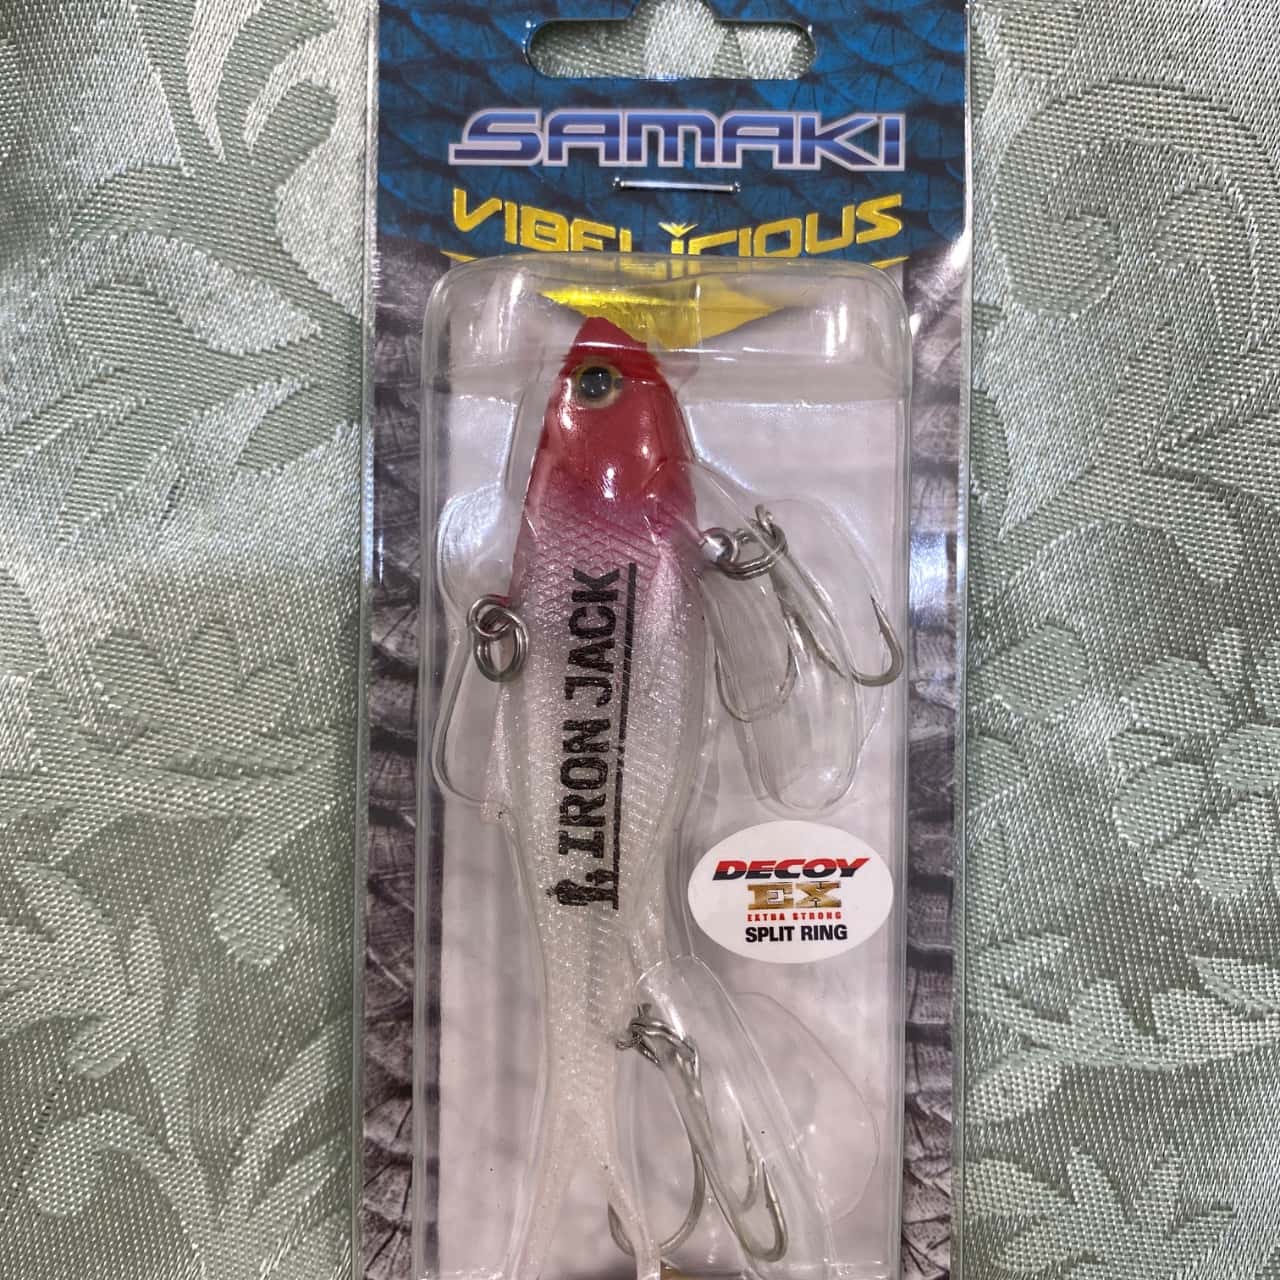 SAMAKI
VIBELICIOUS
IRON JACK
DECOY
EX
EXTRA STRONG
SPLIT RING